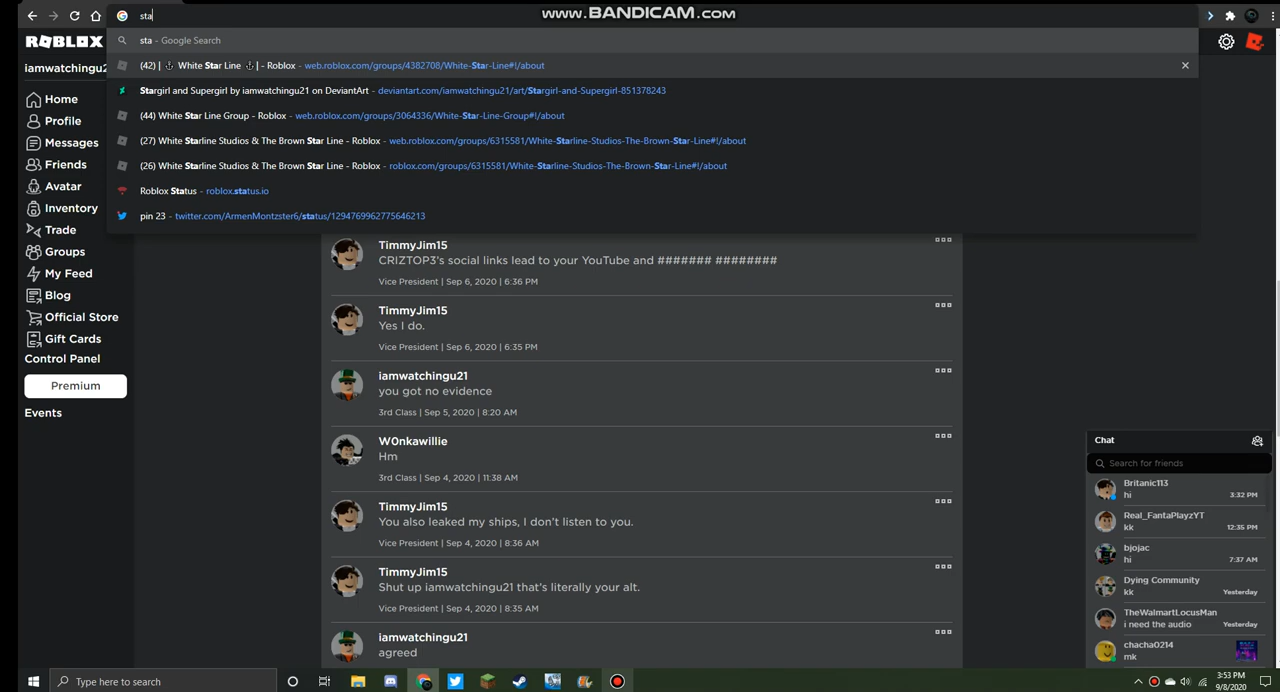 www.BANDICAM.com
sta
sta - Google Search
(42) | ⚓ White Star Line ⚓| - Roblox - web.roblox.com/groups/4382708/White-Star-Line#!/about
Stargirl and Supergirl by iamwatchingu21 on DeviantArt - deviantart.com/iamwatchingu21/art/Stargirl-and-Supergirl-851378243
(44) White Star Line Group - Roblox - web.roblox.com/groups/3064336/White-Star-Line-Group#!/about
(27) White Starline Studios & The Brown Star Line - Roblox - web.roblox.com/groups/6315581/White-Starline-Studios-The-Brown-Star-Line#!/about
(26) White Starline Studios & The Brown Star Line - Roblox - roblox.com/groups/6315581/White-Starline-Studios-The-Brown-Star-Line#!/about
Roblox Status - roblox.status.io
pin 23 - twitter.com/ArmenMontzster6/status/1294769962775646213
ROBLOX
iamwatchingu2
Home
Profile
Messages
Friends
Avatar
Inventory
Trade
Groups
My Feed
Blog
Official Store
Gift Cards
Control Panel
Premium
Events
TimmyJim15
CRIZTOP3's social links lead to your YouTube and ####### ########
Vice President | Sep 6, 2020 | 6:36 PM
TimmyJim15
Yes I do.
Vice President | Sep 6, 2020 | 6:35 PM
iamwatchingu21
you got no evidence
3rd Class | Sep 5, 2020 | 8:20 AM
W0nkawillie
Hm
3rd Class | Sep 4, 2020 | 11:38 AM
TimmyJim15
You also leaked my ships, I don't listen to you.
Vice President | Sep 4, 2020 | 8:36 AM
TimmyJim15
Shut up iamwatchingu21 that's literally your alt.
Vice President | Sep 4, 2020 | 8:35 AM
iamwatchingu21
agreed
Chat
Search for friends
Britanic113
hi 3:32 PM
Real_FantaPlayzYT
kk 12:35 PM
bjojac
hi 7:37 AM
Dying Community
kk Yesterday
TheWalmartLocusMan
i need the audio Yesterday
chacha0214
mk
Type here to search
3:53 PM
9/8/2020